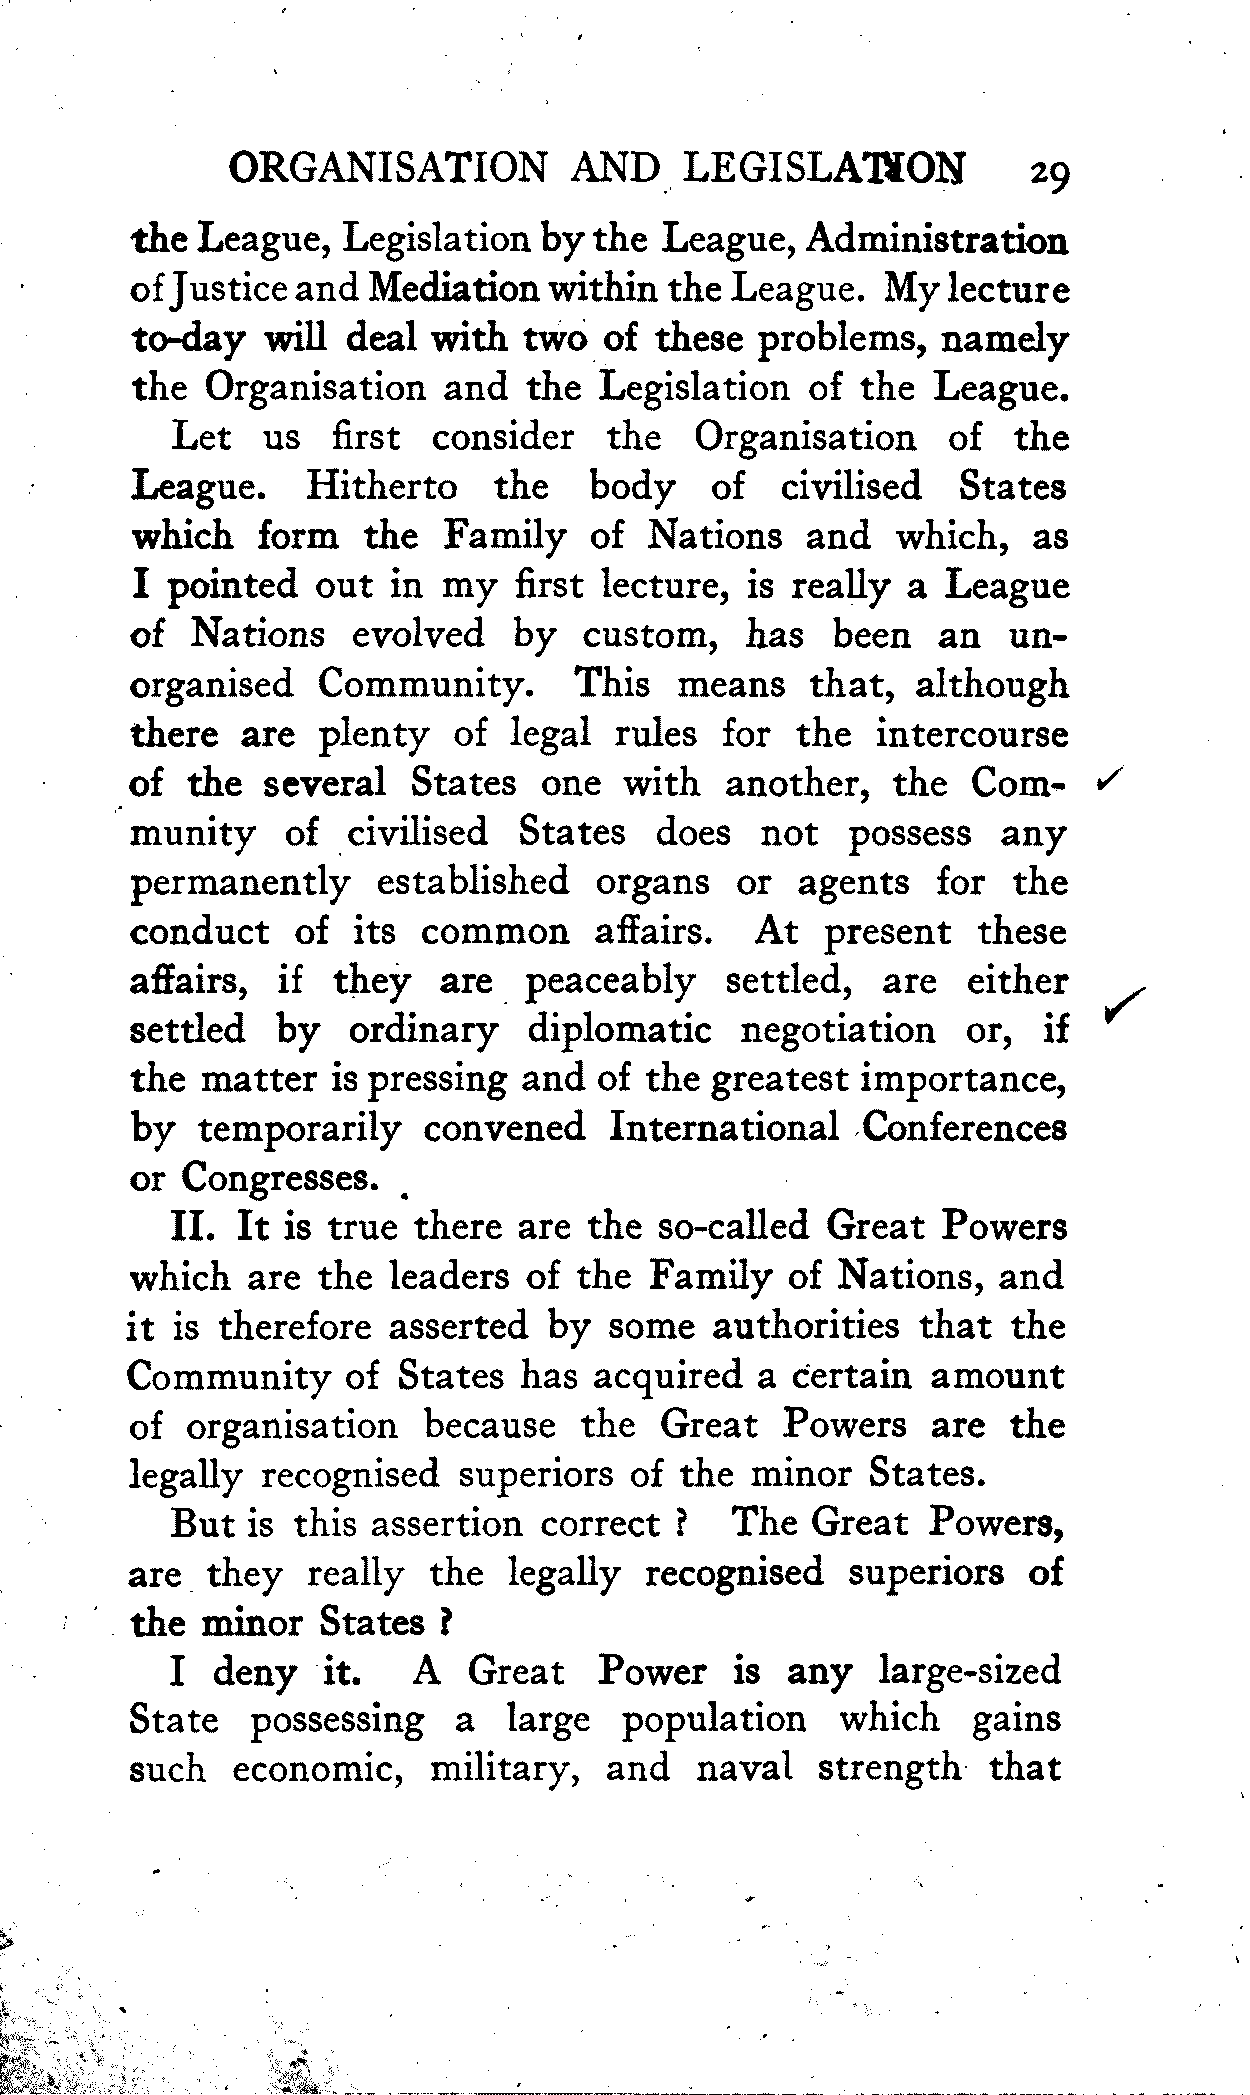 ORGANISATION AND LEGISLATION 29
the League, Legislation by the League, Administration
of Justice and Mediation within the League. My lecture
to-day will deal with two of these problems, namely
the Organisation and the Legislation of the League.
Let us first consider the Organisation of the
League. Hitherto the body of civilised States
which form the Family of Nations and which, as
I pointed out in my first lecture, is really a League
of Nations evolved by custom, has been an un-
organised Community. This means that, although
there are plenty of legal rules for the intercourse
of the several States one with another, the Com- ✓
munity of civilised States does not possess any
permanently established organs or agents for the
conduct of its common affairs. At present these
affairs, if they are peaceably settled, are either
settled by ordinary diplomatic negotiation or, if ✓
the matter is pressing and of the greatest importance,
by temporarily convened International Conferences
or Congresses.
II. It is true there are the so-called Great Powers
which are the leaders of the Family of Nations, and
it is therefore asserted by some authorities that the
Community of States has acquired a certain amount
of organisation because the Great Powers are the
legally recognised superiors of the minor States.
But is this assertion correct ? The Great Powers,
are they really the legally recognised superiors of
the minor States ?
I deny it. A Great Power is any large-sized
State possessing a large population which gains
such economic, military, and naval strength that